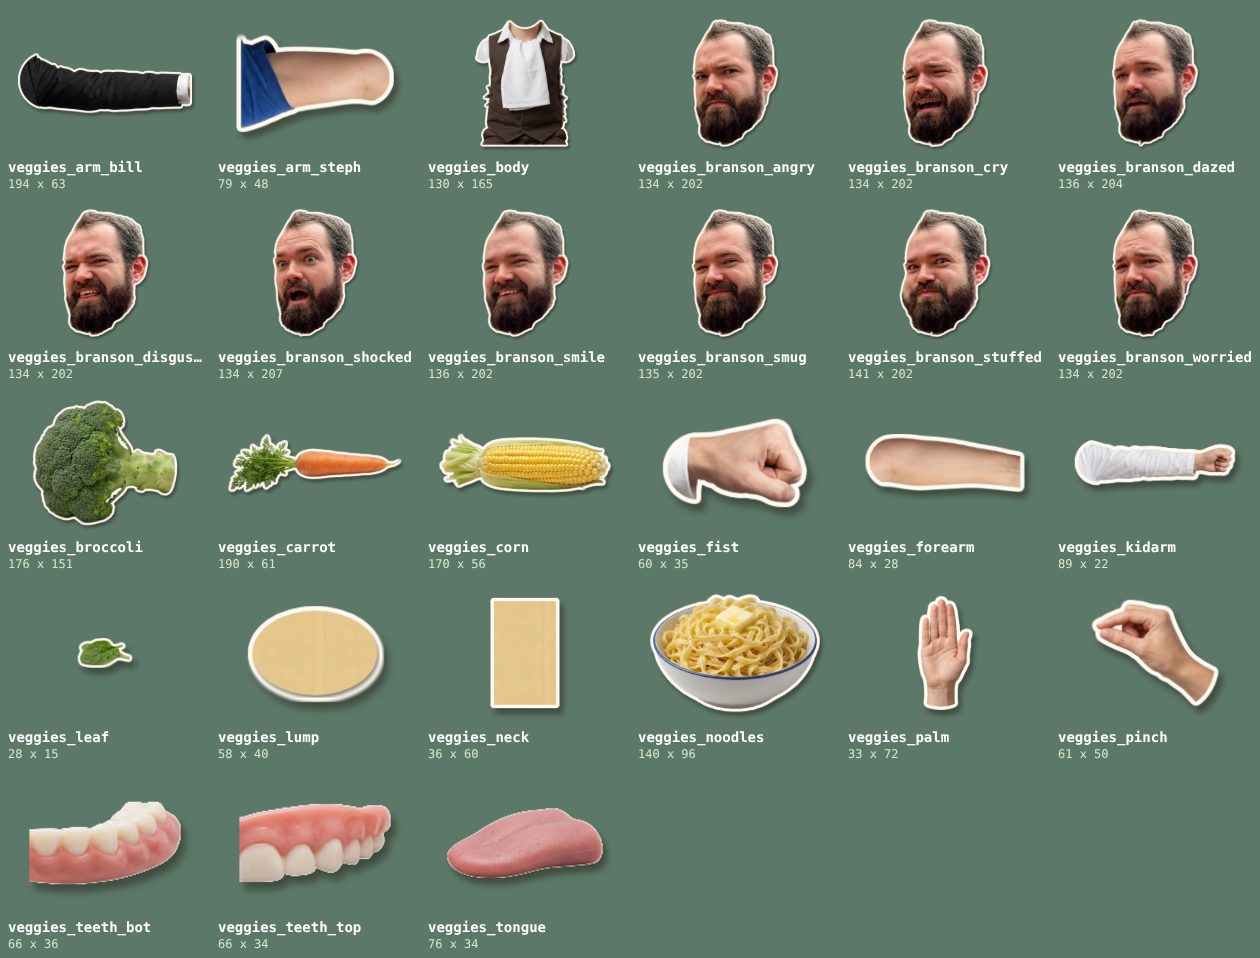 veggies_arm_bill
194 x 63
veggies_arm_steph
79 x 48
veggies_body
130 x 165
veggies_branson_angry
134 x 202
veggies_branson_cry
134 x 202
veggies_branson_dazed
136 x 204
veggies_branson_disgus…
134 x 202
veggies_branson_shocked
134 x 207
veggies_branson_smile
136 x 202
veggies_branson_smug
135 x 202
veggies_branson_stuffed
141 x 202
veggies_branson_worried
134 x 202
veggies_broccoli
176 x 151
veggies_carrot
190 x 61
veggies_corn
170 x 56
veggies_fist
60 x 35
veggies_forearm
84 x 28
veggies_kidarm
89 x 22
veggies_leaf
28 x 15
veggies_lump
58 x 40
veggies_neck
36 x 60
veggies_noodles
140 x 96
veggies_palm
33 x 72
veggies_pinch
61 x 50
veggies_teeth_bot
66 x 36
veggies_teeth_top
66 x 34
veggies_tongue
76 x 34